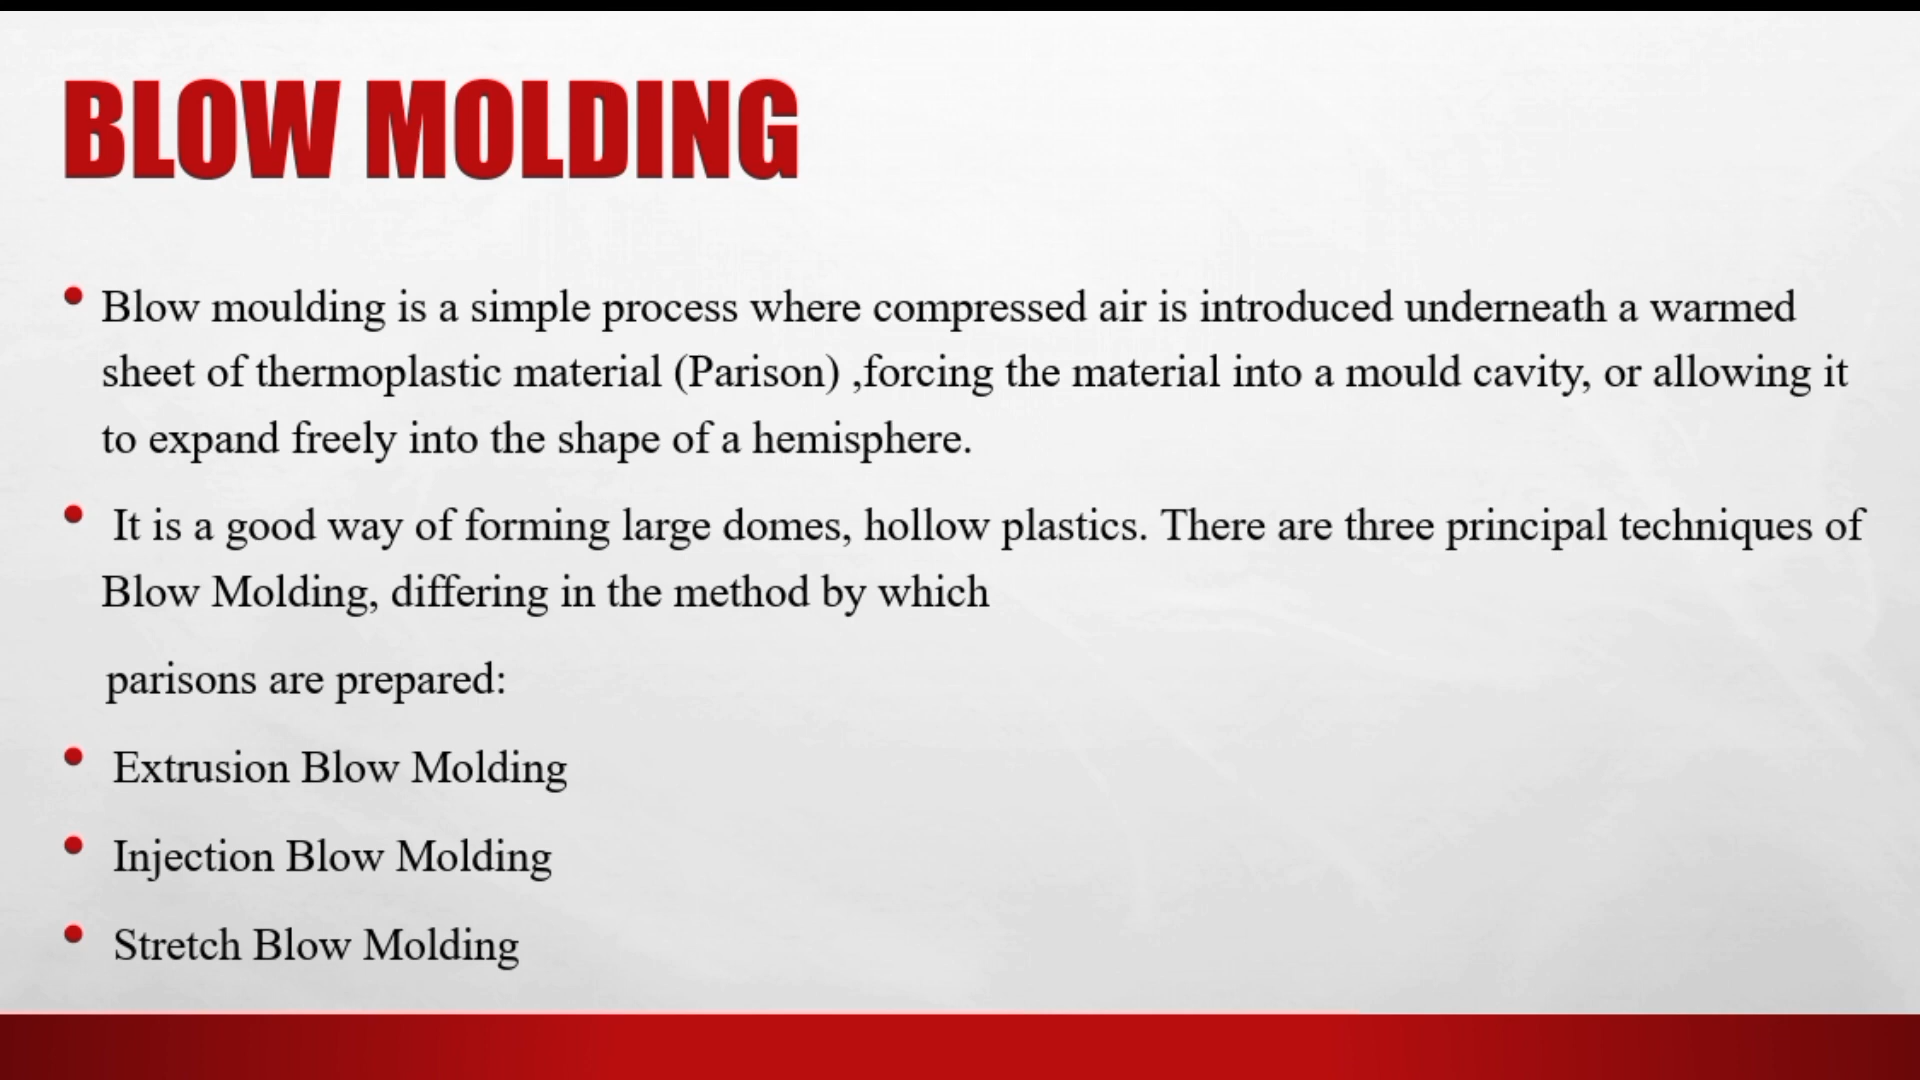 BLOW MOLDING
• Blow moulding is a simple process where compressed air is introduced underneath a warmed
sheet of thermoplastic material (Parison) ,forcing the material into a mould cavity, or allowing it
to expand freely into the shape of a hemisphere.
• It is a good way of forming large domes, hollow plastics. There are three principal techniques of
Blow Molding, differing in the method by which
parisons are prepared:
• Extrusion Blow Molding
• Injection Blow Molding
• Stretch Blow Molding